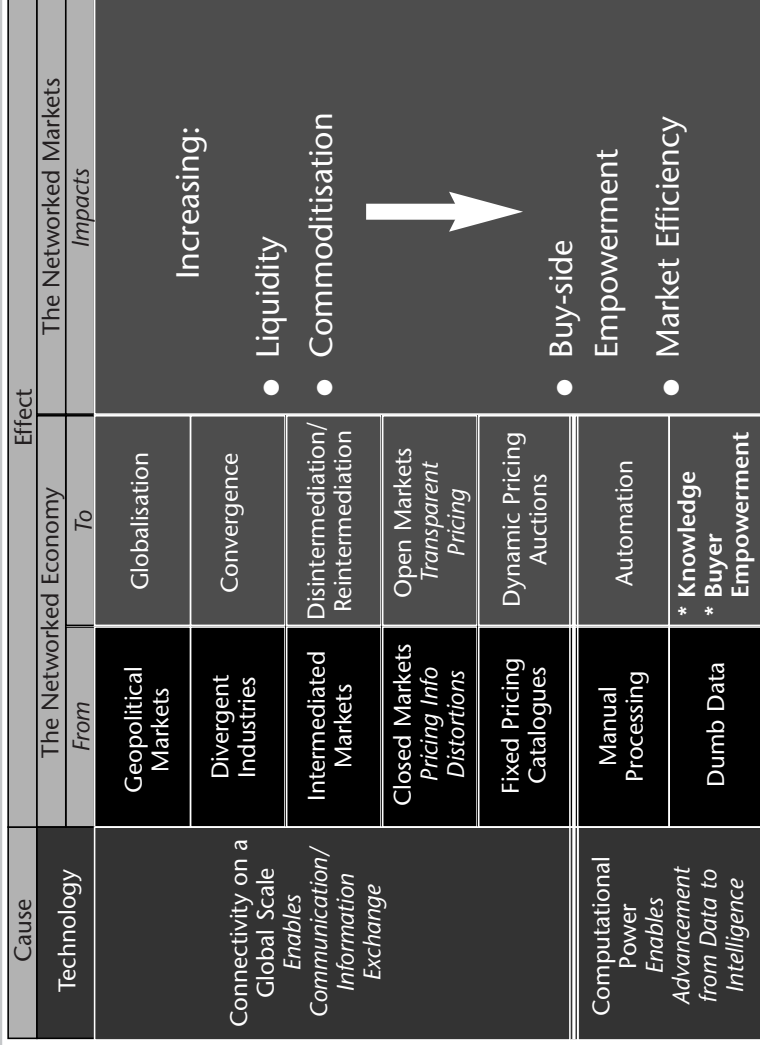 Cause
Effect
Technology
The Networked Economy
The Networked Markets
From
To
Impacts
Connectivity on a
Global Scale
Enables
Communication/
Information
Exchange
Geopolitical
Markets
Globalisation
Divergent
Industries
Convergence
Intermediated
Markets
Disintermediation/
Reintermediation
Closed Markets
Pricing Info
Distortions
Open Markets
Transparent
Pricing
Fixed Pricing
Catalogues
Dynamic Pricing
Auctions
Computational
Power
Enables
Advancement
from Data to
Intelligence
Manual
Processing
Automation
Dumb Data
* Knowledge
* Buyer
Empowerment
Increasing:
● Liquidity
● Commoditisation
● Buy-side
Empowerment
● Market Efficiency